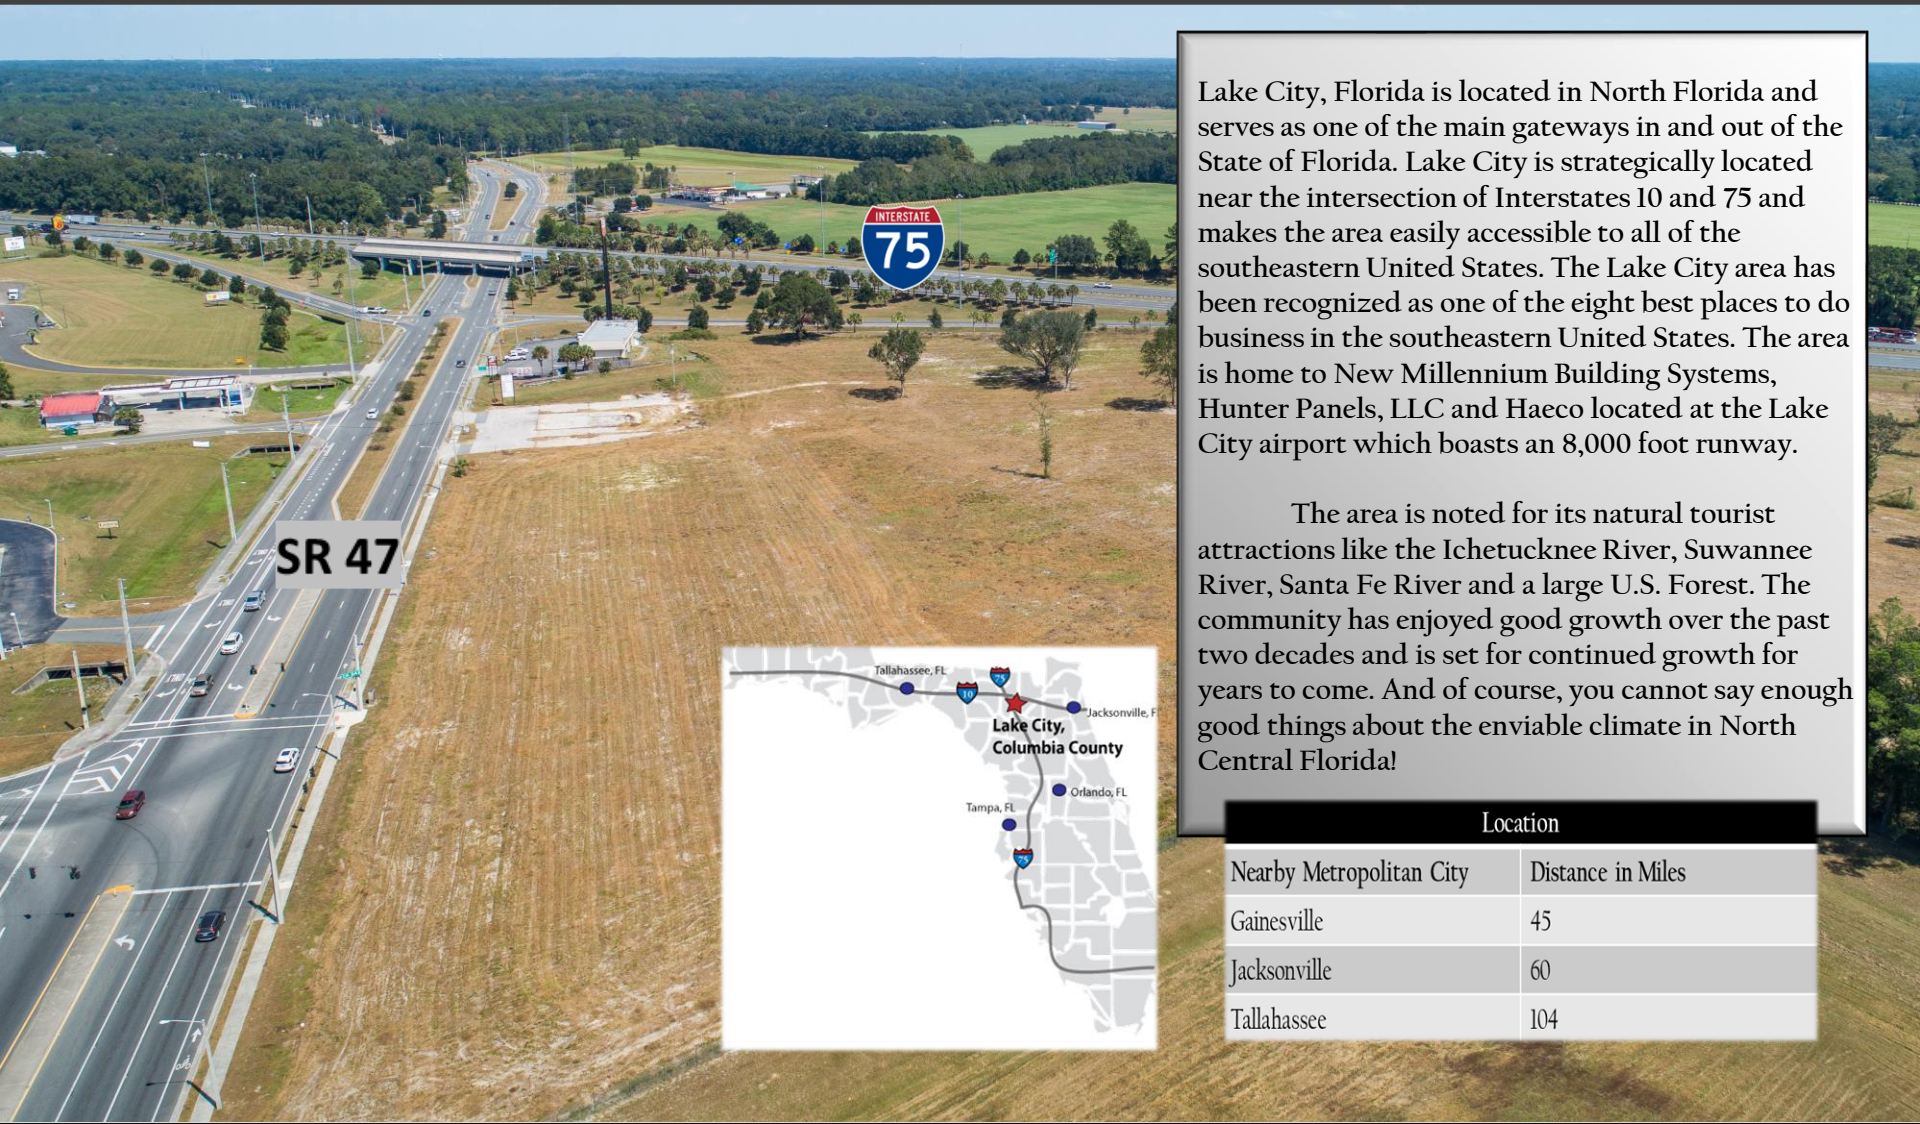 Lake City, Florida is located in North Florida and
serves as one of the main gateways in and out of the
State of Florida. Lake City is strategically located
near the intersection of Interstates 10 and 75 and
makes the area easily accessible to all of the
southeastern United States. The Lake City area has
been recognized as one of the eight best places to do
business in the southeastern United States. The area
is home to New Millennium Building Systems,
Hunter Panels, LLC and Haeco located at the Lake
City airport which boasts an 8,000 foot runway.
The area is noted for its natural tourist
attractions like the Ichetucknee River, Suwannee
River, Santa Fe River and a large U.S. Forest. The
community has enjoyed good growth over the past
two decades and is set for continued growth for
years to come. And of course, you cannot say enough
good things about the enviable climate in North
Central Florida!
INTERSTATE
75
SR 47
Tallahassee, FL
10
75
Jacksonville, F
Lake City,
Columbia County
Orlando, FL
Tampa, FL
75
Location
Nearby Metropolitan City Distance in Miles
Gainesville 45
Jacksonville 60
Tallahassee 104